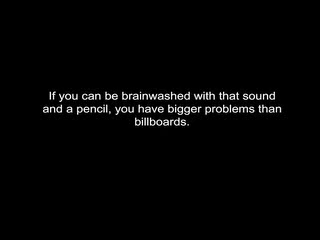 If you can be brainwashed with that sound
and a pencil, you have bigger problems than
billboards.